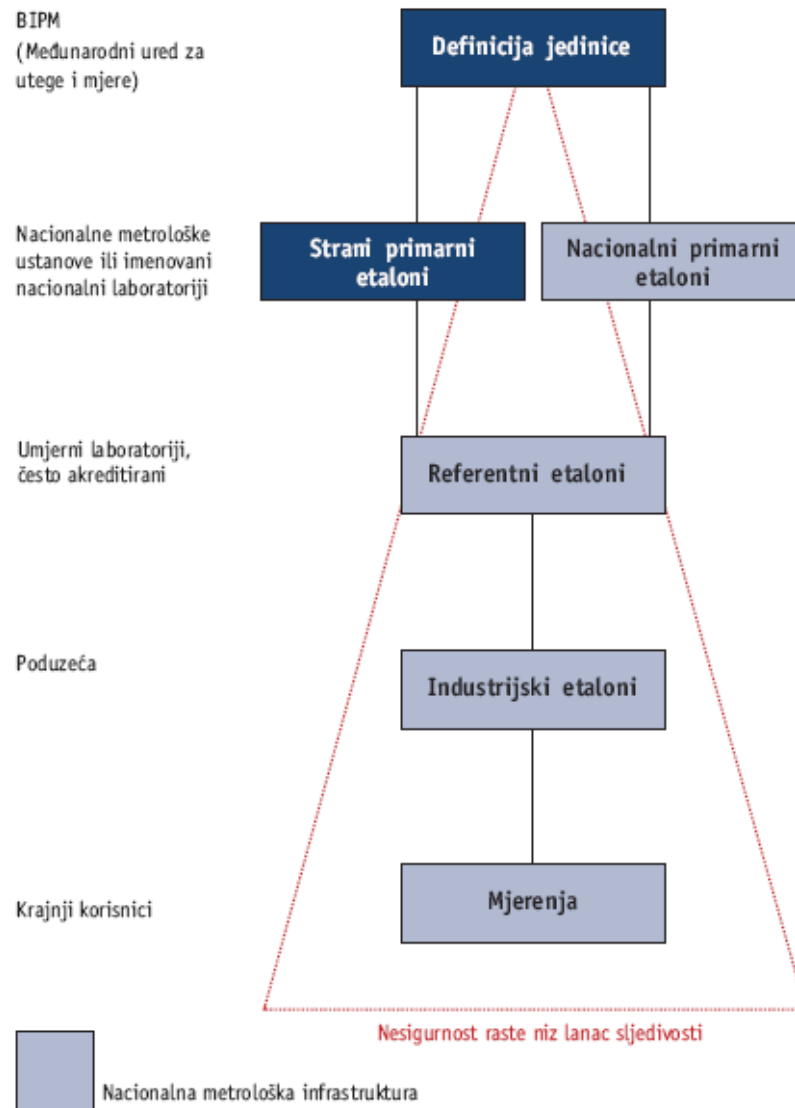 BIPM
(Međunarodni ured za
utege i mjere)
Definicija jedinice
Nacionalne metrološke
ustanove ili imenovani
nacionalni laboratoriji
Strani primarni
etaloni
Nacionalni primarni
etaloni
Umjerni laboratoriji,
često akreditirani
Referentni etaloni
Poduzeća
Industrijski etaloni
Krajnji korisnici
Mjerenja
Nesigurnost raste niz lanac sljedivosti
Nacionalna metrološka infrastruktura